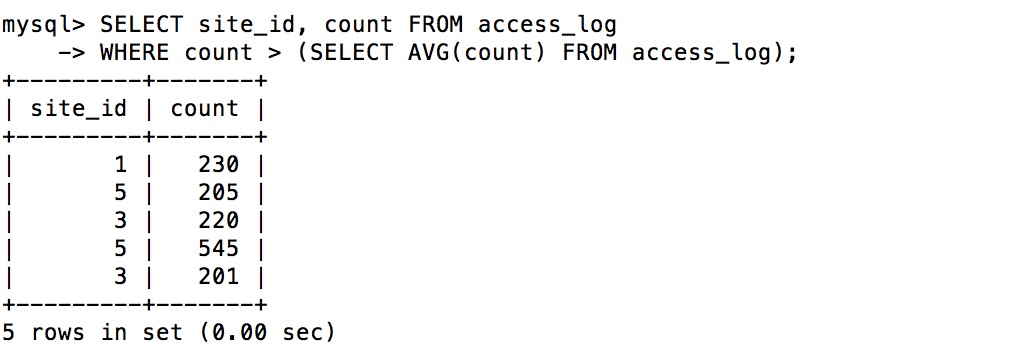 mysql> SELECT site_id, count FROM access_log
    -> WHERE count > (SELECT AVG(count) FROM access_log);
+---------+-------+
| site_id | count |
+---------+-------+
|       1 |   230 |
|       5 |   205 |
|       3 |   220 |
|       5 |   545 |
|       3 |   201 |
+---------+-------+
5 rows in set (0.00 sec)